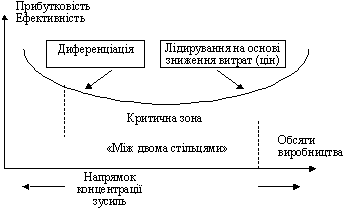 Прибутковість
Ефективність
Диференціація
Лідирування на основі
зниження витрат (цін)
Критична зона
«Між двома стільцями»
Обсяги
виробництва
Напрямок
концентрації
зусиль